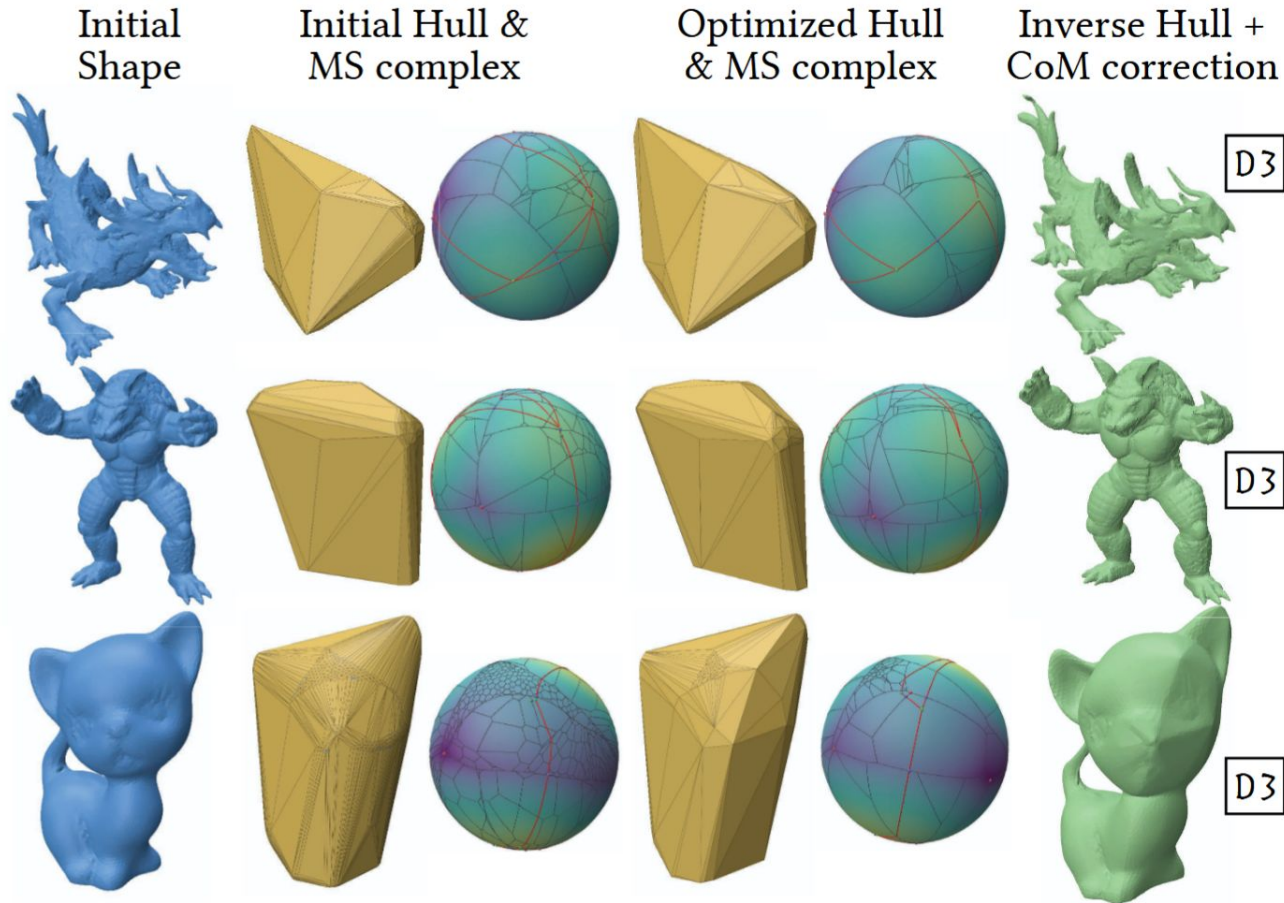 Initial
Shape
Initial Hull &
MS complex
Optimized Hull
& MS complex
Inverse Hull +
CoM correction
D3
D3
D3